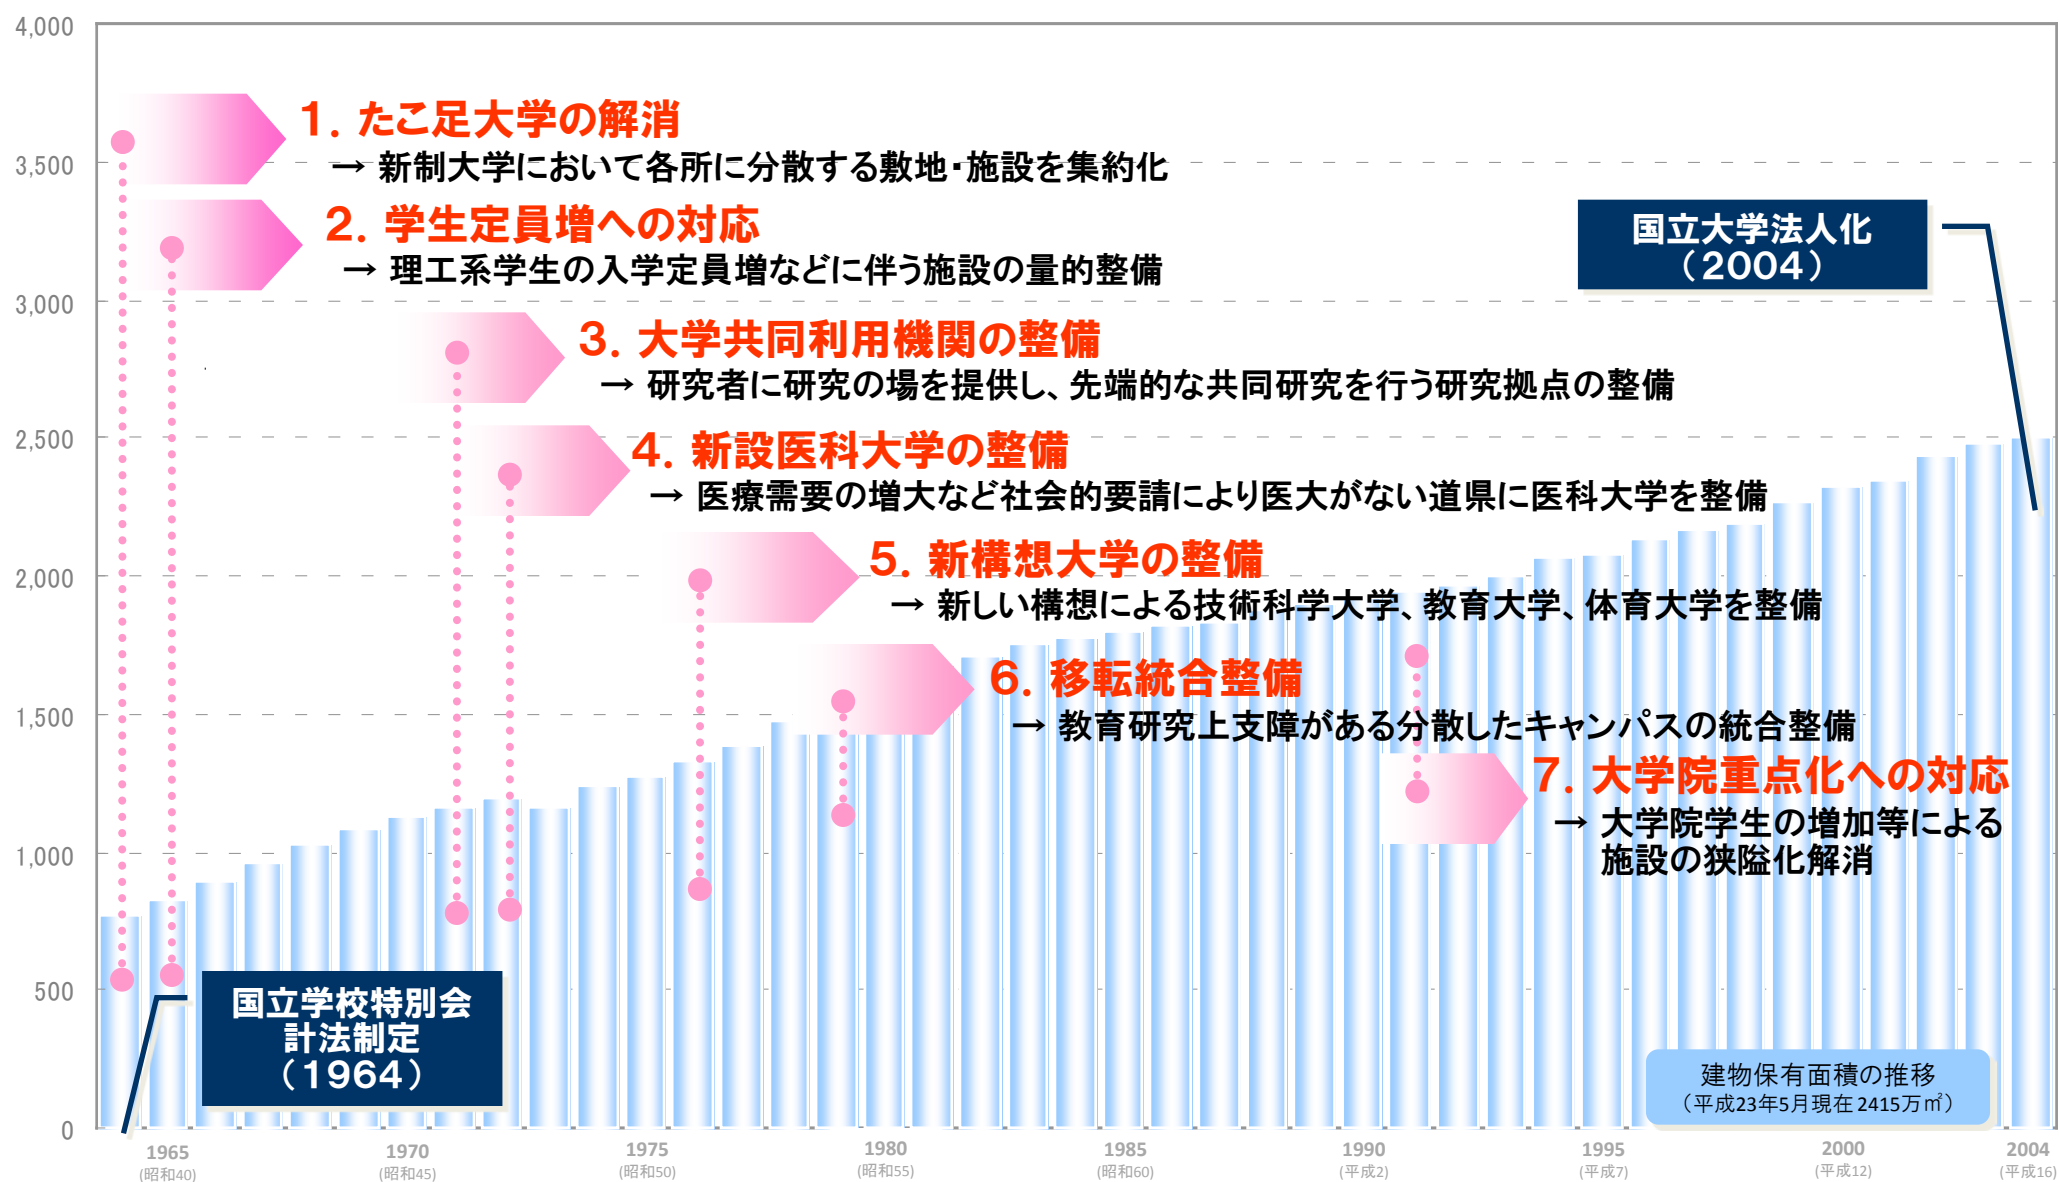 4,000
3,500
3,000
2,500
2,000
1,500
1,000
500
0
1. たこ足大学の解消
→ 新制大学において各所に分散する敷地・施設を集約化
2. 学生定員増への対応
→ 理工系学生の入学定員増などに伴う施設の量的整備
国立大学法人化
（2004）
3. 大学共同利用機関の整備
→ 研究者に研究の場を提供し、先端的な共同研究を行う研究拠点の整備
4. 新設医科大学の整備
→ 医療需要の増大など社会的要請により医大がない道県に医科大学を整備
5. 新構想大学の整備
→ 新しい構想による技術科学大学、教育大学、体育大学を整備
6. 移転統合整備
→ 教育研究上支障がある分散したキャンパスの統合整備
7. 大学院重点化への対応
→ 大学院学生の増加等による
施設の狭隘化解消
国立学校特別会
計法制定
（1964）
建物保有面積の推移
（平成23年5月現在 2415万㎡）
1965 1970 1975 1980 1985 1990 1995 2000 2004
(昭和40) (昭和45) (昭和50) (昭和55) (昭和60) (平成2) (平成7) (平成12) (平成16)